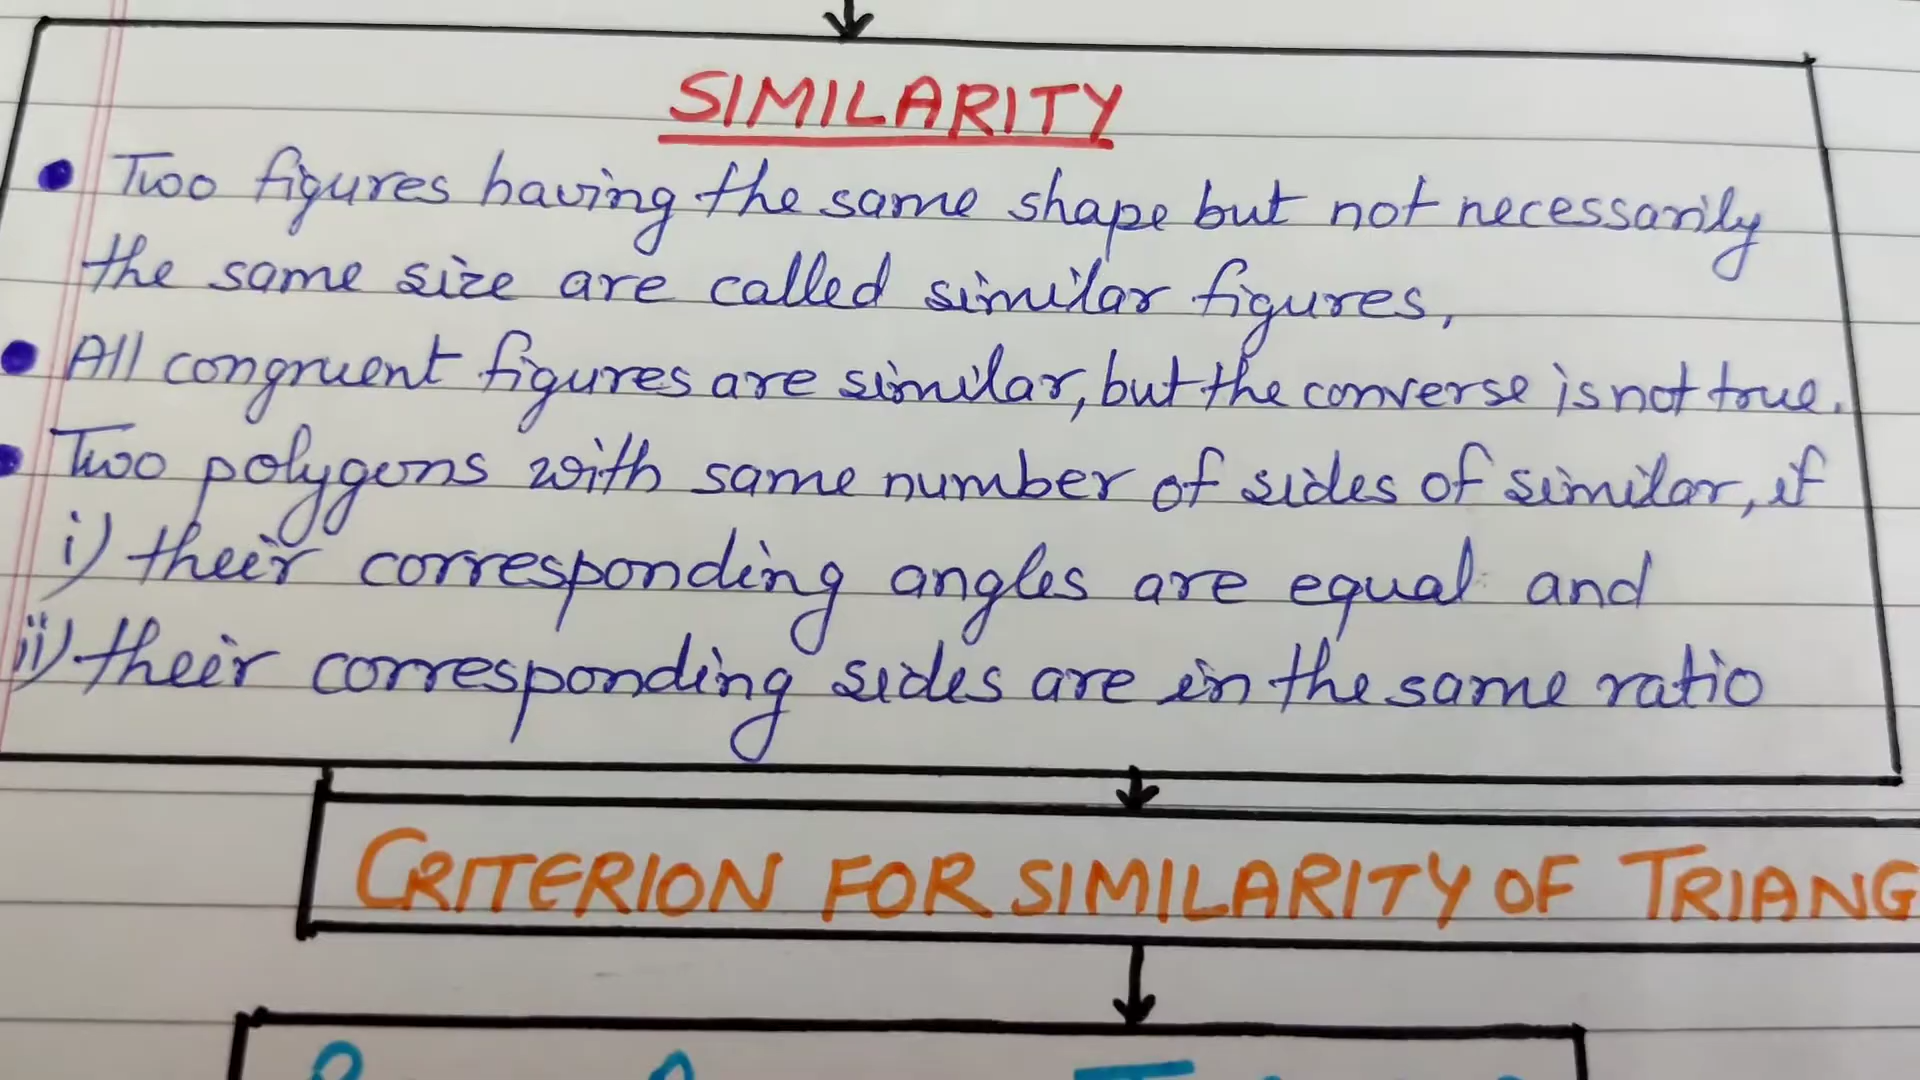 SIMILARITY
Two figures having the same shape but not necessarily
the same size are called similar figures,
All congruent figures are similar, but the converse is not true.
Two polygons with same number of sides of similar, if
i) their corresponding angles are equal and
ii) their corresponding sides are in the same ratio
CRITERION FOR SIMILARITY OF TRIANG